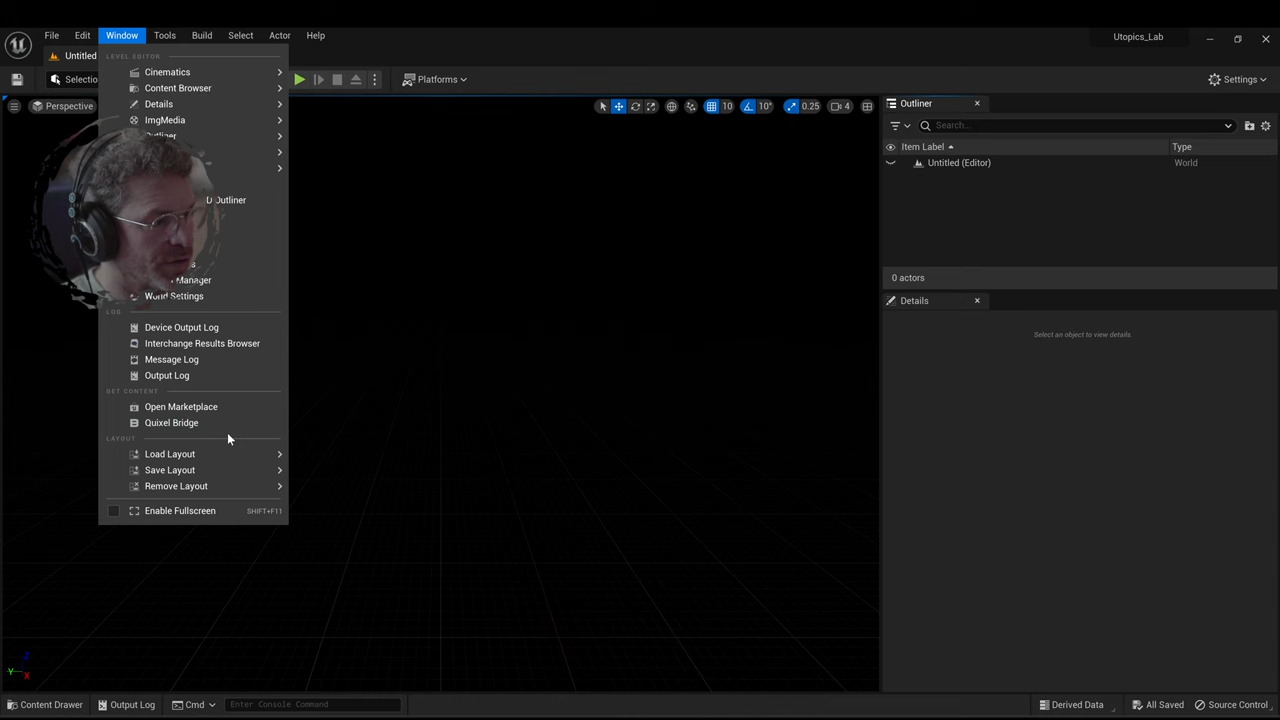 File Edit Window Tools Build Select Actor Help
Utopics_Lab
Untitled
Selectio
Platforms
Settings
Perspective
10
10°
0.25
4
LEVEL EDITOR
Cinematics
Content Browser
Details
ImgMedia
Outliner
D Outliner
Manager
World Settings
LOG
Device Output Log
Interchange Results Browser
Message Log
Output Log
GET CONTENT
Open Marketplace
Quixel Bridge
LAYOUT
Load Layout
Save Layout
Remove Layout
Enable Fullscreen SHIFT+F11
Outliner
Search...
Item Label Type
Untitled (Editor) World
0 actors
Details
Select an object to view details.
Z
Y
X
Content Drawer Output Log Cmd Enter Console Command Derived Data All Saved Source Control